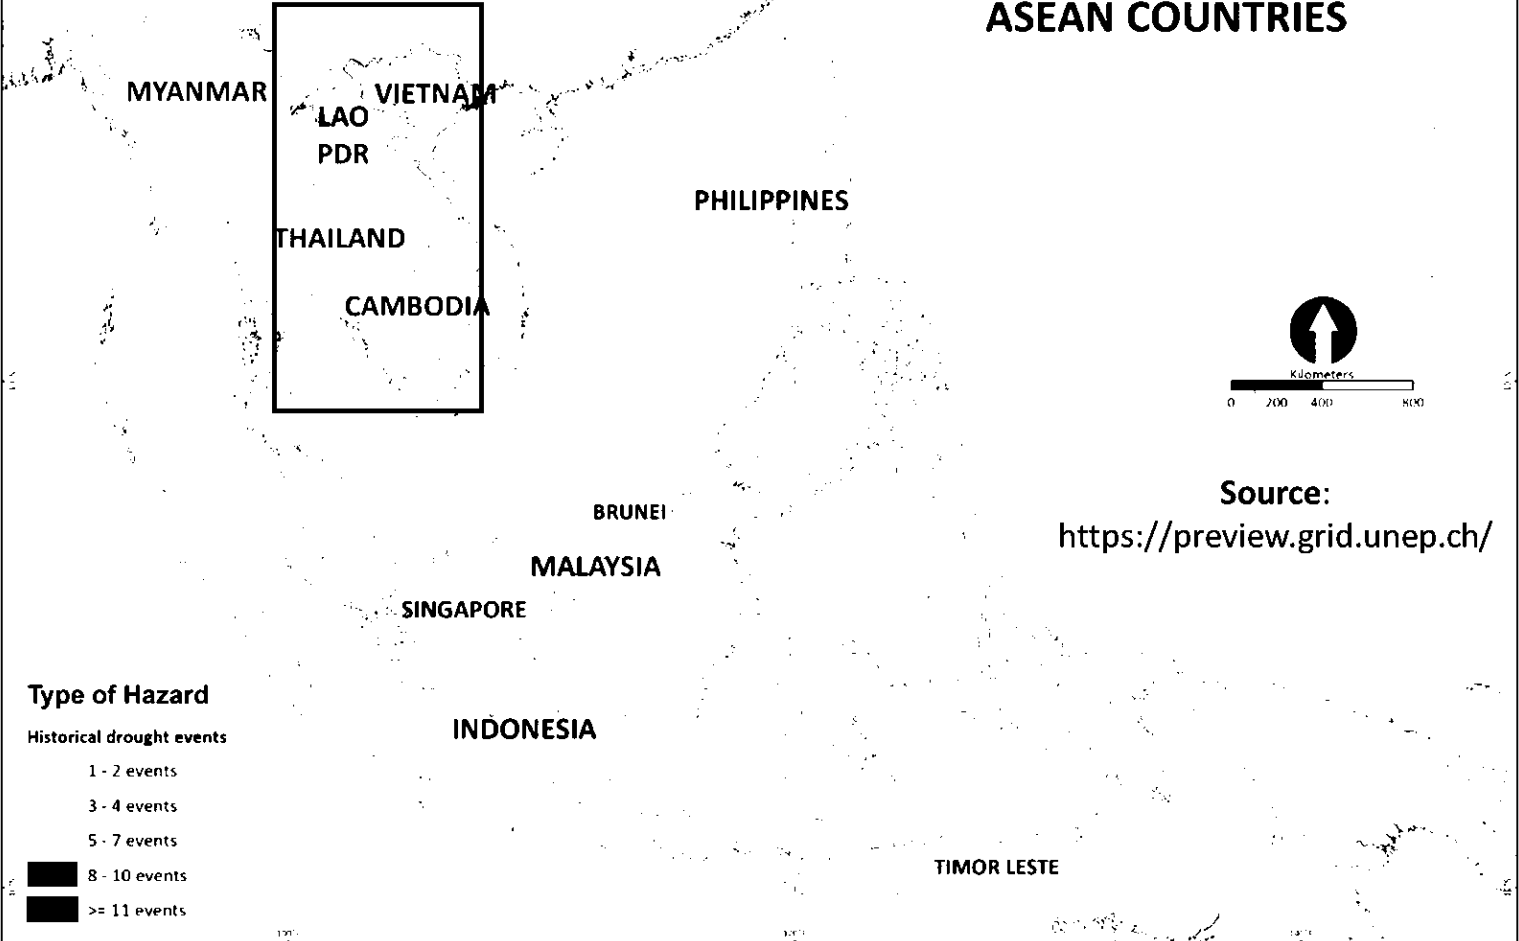 ASEAN COUNTRIES
MYANMAR
VIETNAM
LAO
PDR
PHILIPPINES
THAILAND
CAMBODIA
Kilometers
0 200 400 800
Source:
https://preview.grid.unep.ch/
BRUNEI
MALAYSIA
SINGAPORE
INDONESIA
TIMOR LESTE
Type of Hazard
Historical drought events
1 - 2 events
3 - 4 events
5 - 7 events
8 - 10 events
>= 11 events